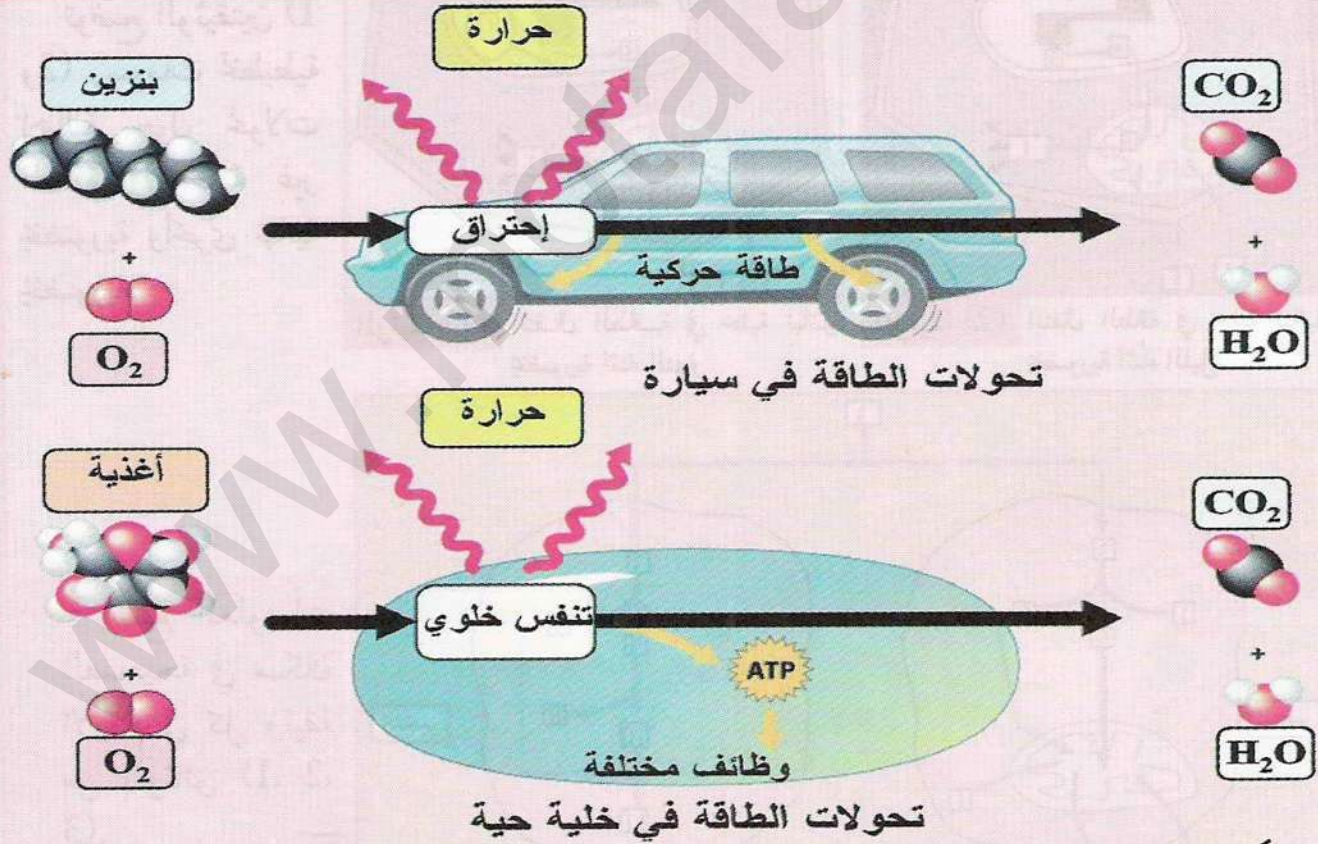 حرارة
بنزين
+
O₂
إحتراق
طاقة حركية
CO₂
+
H₂O
تحولات الطاقة في سيارة
حرارة
أغذية
+
O₂
تنفس خلوي
ATP
وظائف مختلفة
CO₂
+
H₂O
تحولات الطاقة في خلية حية